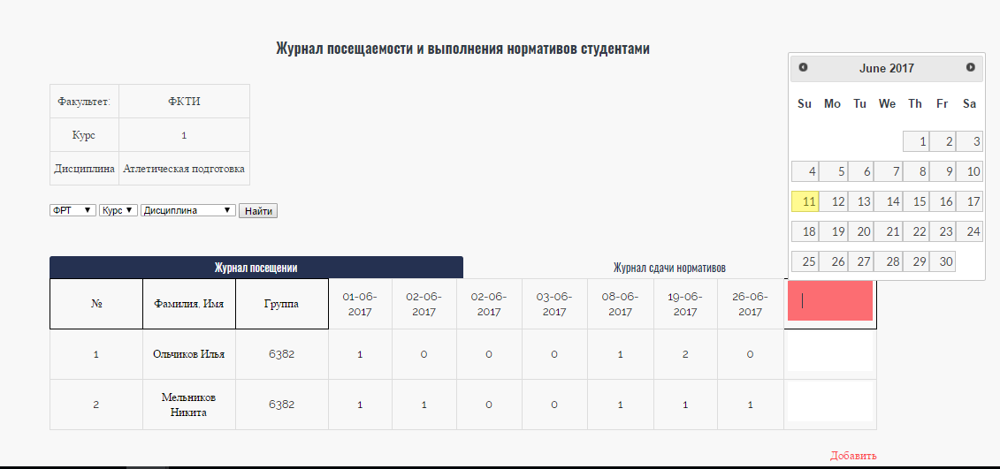 Журнал посещаемости и выполнения нормативов студентами
June 2017
Su Mo Tu We Th Fr Sa
1 2 3
4 5 6 7 8 9 10
11 12 13 14 15 16 17
18 19 20 21 22 23 24
25 26 27 28 29 30
Факультет: ФКТИ
Курс 1
Дисциплина Атлетическая подготовка
ФРТ Курс Дисциплина Найти
Журнал посещении Журнал сдачи нормативов
№ Фамилия, Имя Группа 01-06-2017 02-06-2017 02-06-2017 03-06-2017 08-06-2017 19-06-2017 26-06-2017
1 Ольчиков Илья 6382 1 0 0 0 1 2 0
2 Мельников Никита 6382 1 1 0 0 1 1 1
Добавить